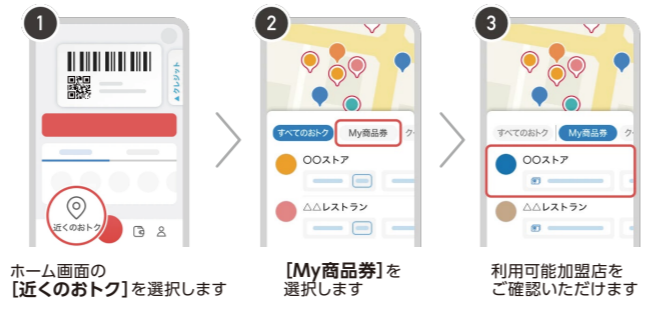 1
▲クレジット
近くのおトク
ホーム画面の
[近くのおトク]を選択します
2
すべてのおトク My商品券 ク
〇〇ストア
△△レストラン
[My商品券]を
選択します
3
すべてのおトク My商品券 ク
〇〇ストア
△△レストラン
利用可能加盟店を
ご確認いただけます